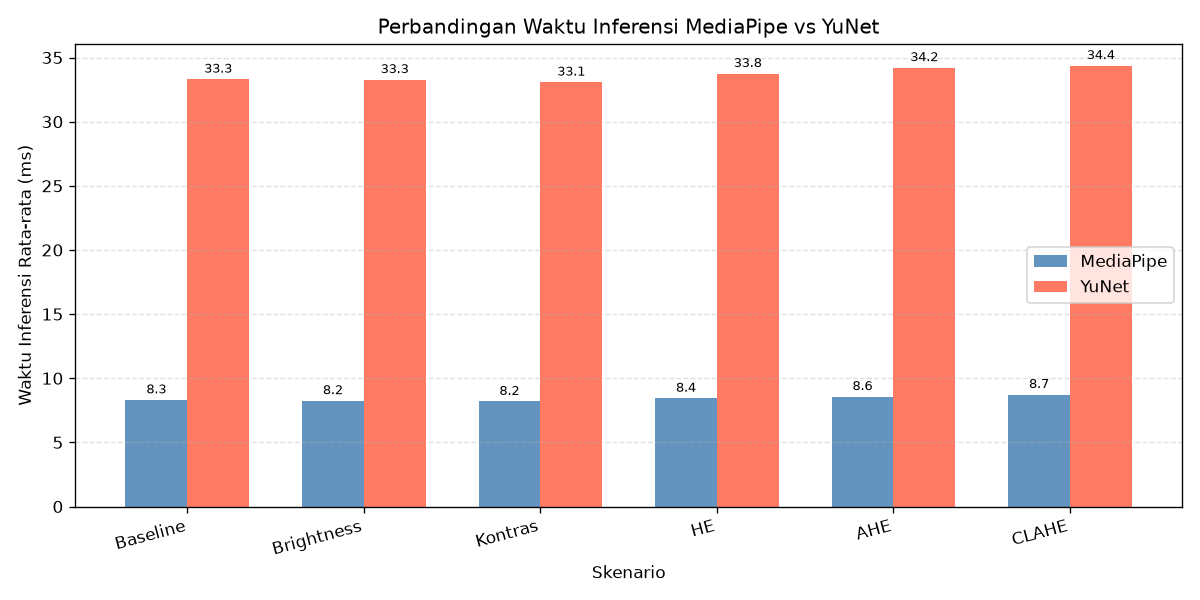 Perbandingan Waktu Inferensi MediaPipe vs YuNet
Waktu Inferensi Rata-rata (ms)
35
30
25
20
15
10
5
0
8.3
33.3
8.2
33.3
8.2
33.1
8.4
33.8
8.6
34.2
8.7
34.4
MediaPipe
YuNet
Baseline
Brightness
Kontras
HE
AHE
CLAHE
Skenario